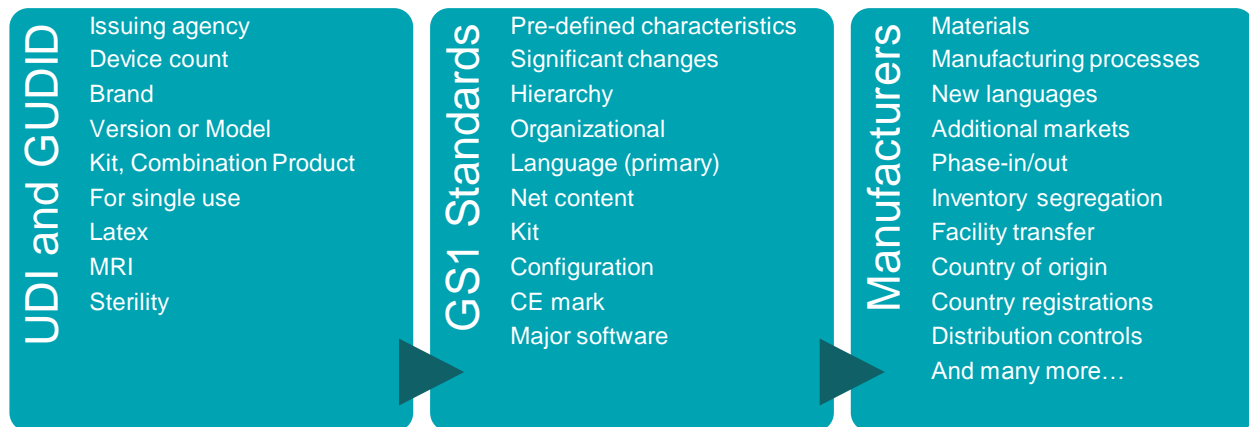 UDI and GUDID
Issuing agency
Device count
Brand
Version or Model
Kit, Combination Product
For single use
Latex
MRI
Sterility
GS1 Standards
Pre-defined characteristics
Significant changes
Hierarchy
Organizational
Language (primary)
Net content
Kit
Configuration
CE mark
Major software
Manufacturers
Materials
Manufacturing processes
New languages
Additional markets
Phase-in/out
Inventory segregation
Facility transfer
Country of origin
Country registrations
Distribution controls
And many more…